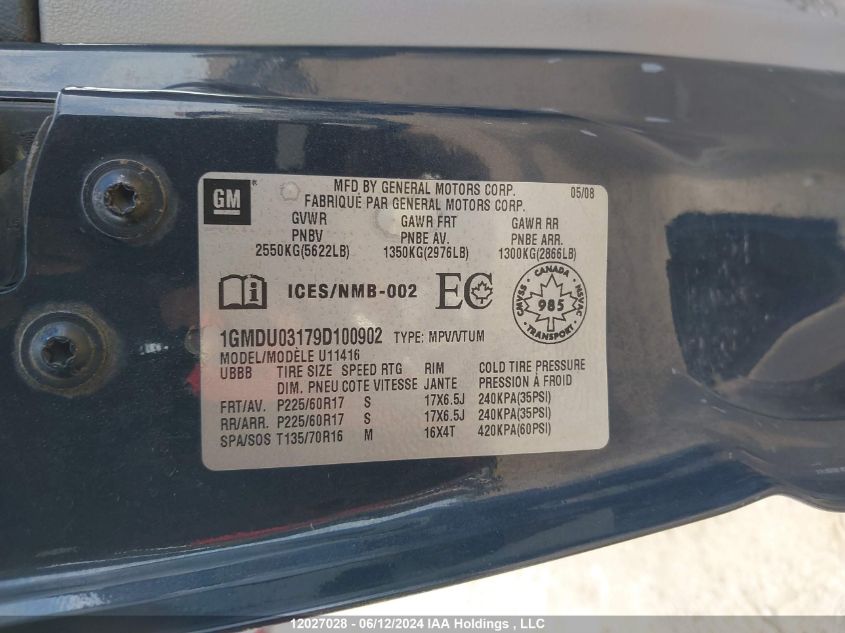 GM
MFD BY GENERAL MOTORS CORP. 05/08
FABRIQUÉ PAR GENERAL MOTORS CORP.
GVWR GAWR FRT GAWR RR
PNBV PNBE AV. PNBE ARR.
2550KG(5622LB) 1350KG(2976LB) 1300KG(2866LB)
ICES/NMB-002 EC
CANADA
CMVSS 985 NSVAC
TRANSPORT
1GMDU03179D100902 TYPE: MPV/VTUM
MODEL/MODÈLE U11416
UBBB TIRE SIZE SPEED RTG RIM COLD TIRE PRESSURE
DIM. PNEU COTE VITESSE JANTE PRESSION À FROID
FRT/AV. P225/60R17 S 17X6.5J 240KPA(35PSI)
RR/ARR. P225/60R17 S 17X6.5J 240KPA(35PSI)
SPA/SOS T135/70R16 M 16X4T 420KPA(60PSI)
12027028 - 06/12/2024 IAA Holdings , LLC